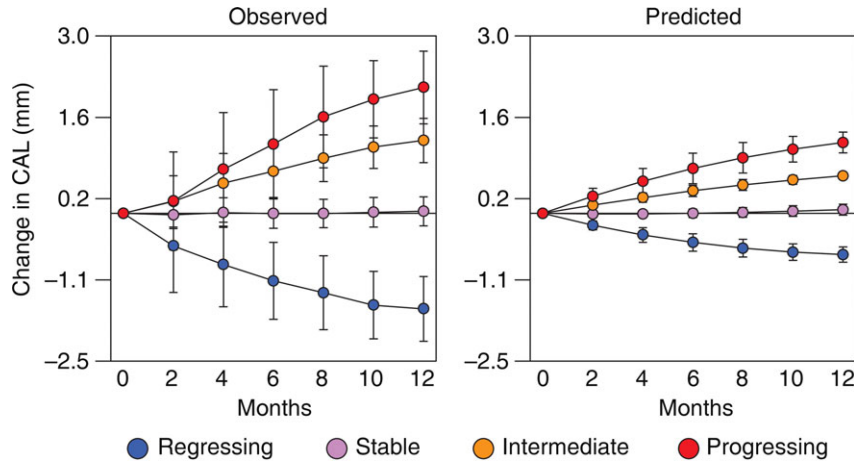 Observed
Predicted
Change in CAL (mm)
3.0
1.6
0.2
−1.1
−2.5
0 2 4 6 8 10 12
Months
3.0
1.6
0.2
−1.1
−2.5
0 2 4 6 8 10 12
Months
Regressing Stable Intermediate Progressing